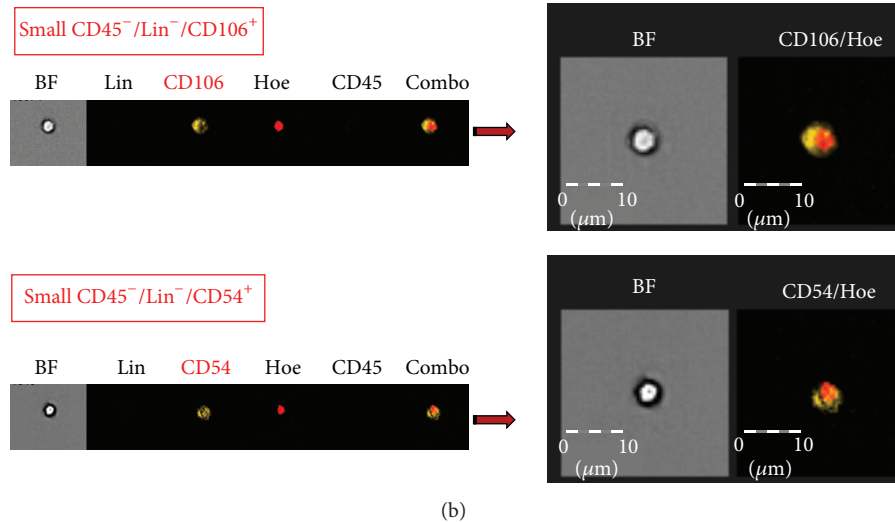 Small CD45⁻/Lin⁻/CD106⁺
BF Lin CD106 Hoe CD45 Combo
BF CD106/Hoe
0 10 0 10
(μm) (μm)
Small CD45⁻/Lin⁻/CD54⁺
BF Lin CD54 Hoe CD45 Combo
BF CD54/Hoe
0 10 0 10
(μm) (μm)
(b)